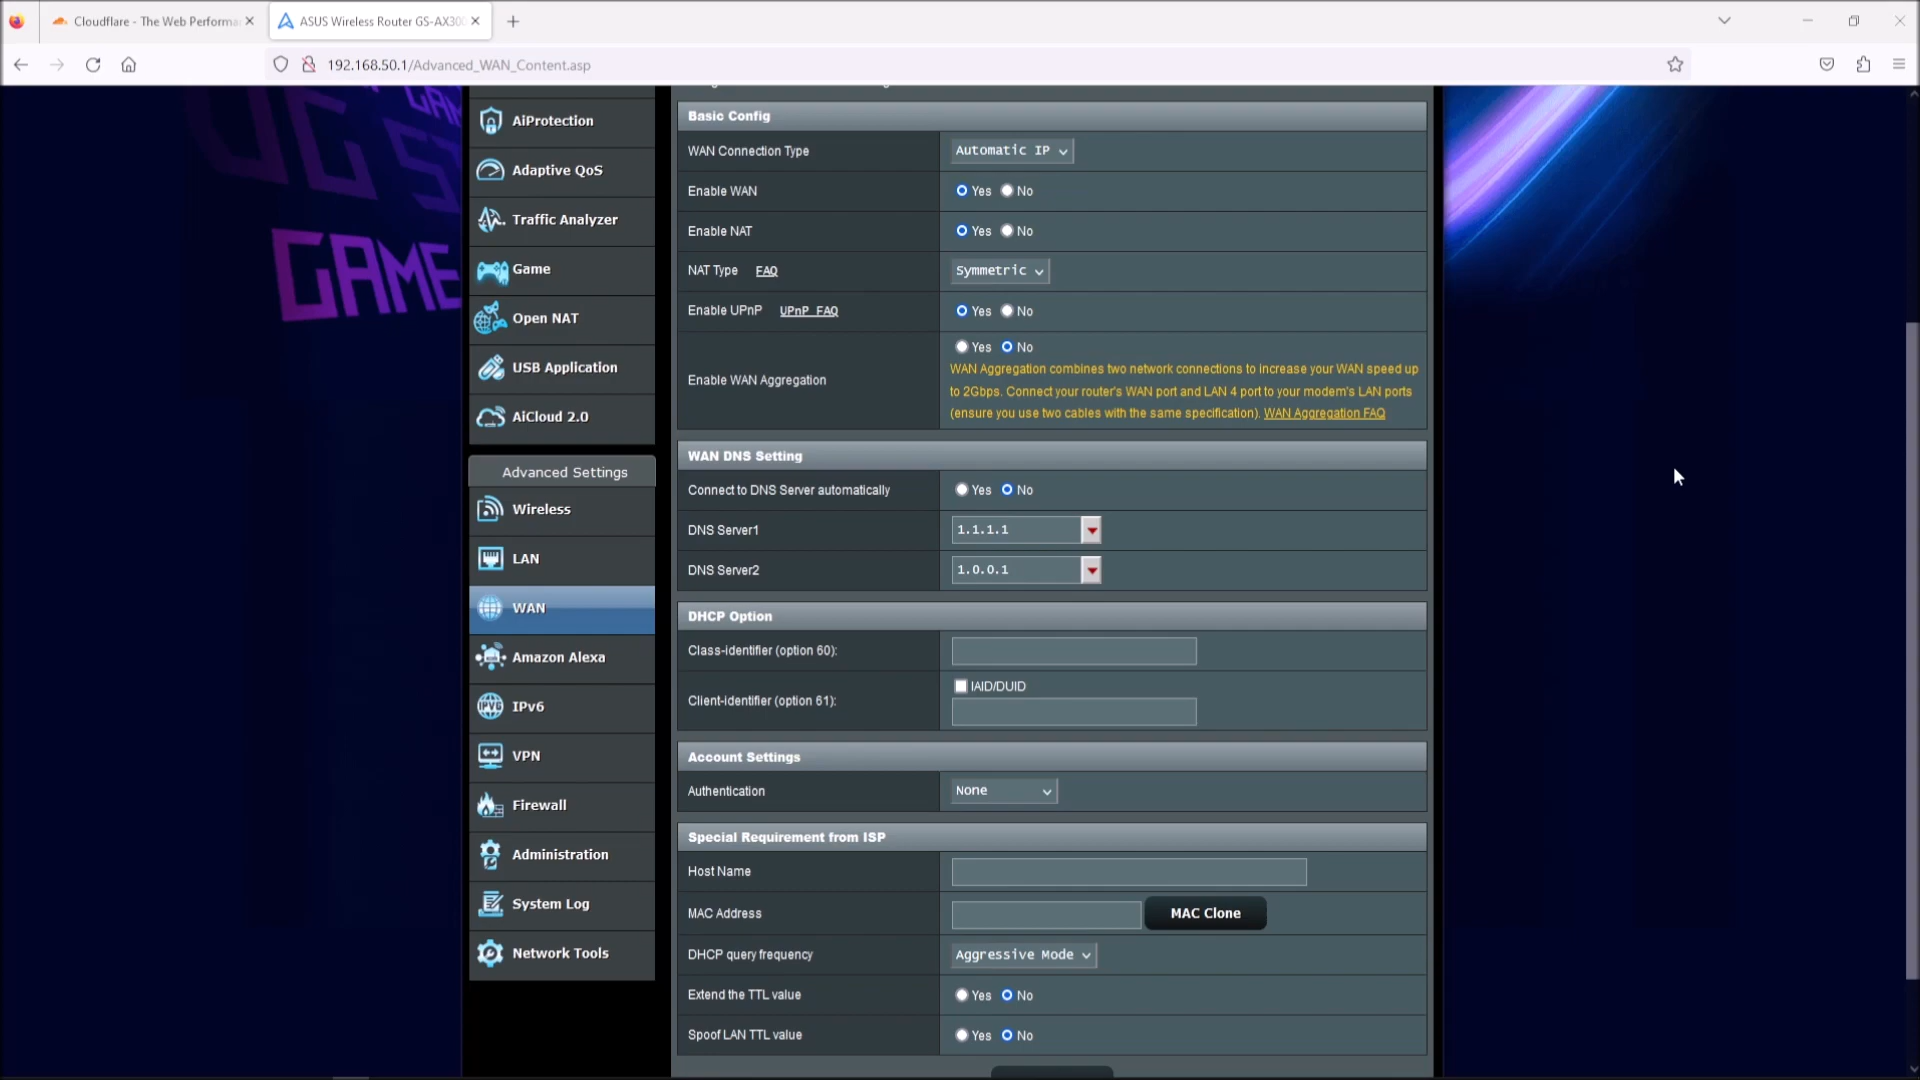 Cloudflare - The Web Performa
ASUS Wireless Router GS-AX300
192.168.50.1/Advanced_WAN_Content.asp
GAME
AiProtection
Adaptive QoS
Traffic Analyzer
Game
Open NAT
USB Application
AiCloud 2.0
Advanced Settings
Wireless
LAN
WAN
Amazon Alexa
IPv6
VPN
Firewall
Administration
System Log
Network Tools
Basic Config
WAN Connection Type Automatic IP
Enable WAN Yes No
Enable NAT Yes No
NAT Type FAQ Symmetric
Enable UPnP UPnP FAQ Yes No
Enable WAN Aggregation Yes No
WAN Aggregation combines two network connections to increase your WAN speed up
to 2Gbps. Connect your router's WAN port and LAN 4 port to your modem's LAN ports
(ensure you use two cables with the same specification). WAN Aggregation FAQ
WAN DNS Setting
Connect to DNS Server automatically Yes No
DNS Server1 1.1.1.1
DNS Server2 1.0.0.1
DHCP Option
Class-identifier (option 60):
Client-identifier (option 61): IAID/DUID
Account Settings
Authentication None
Special Requirement from ISP
Host Name
MAC Address MAC Clone
DHCP query frequency Aggressive Mode
Extend the TTL value Yes No
Spoof LAN TTL value Yes No